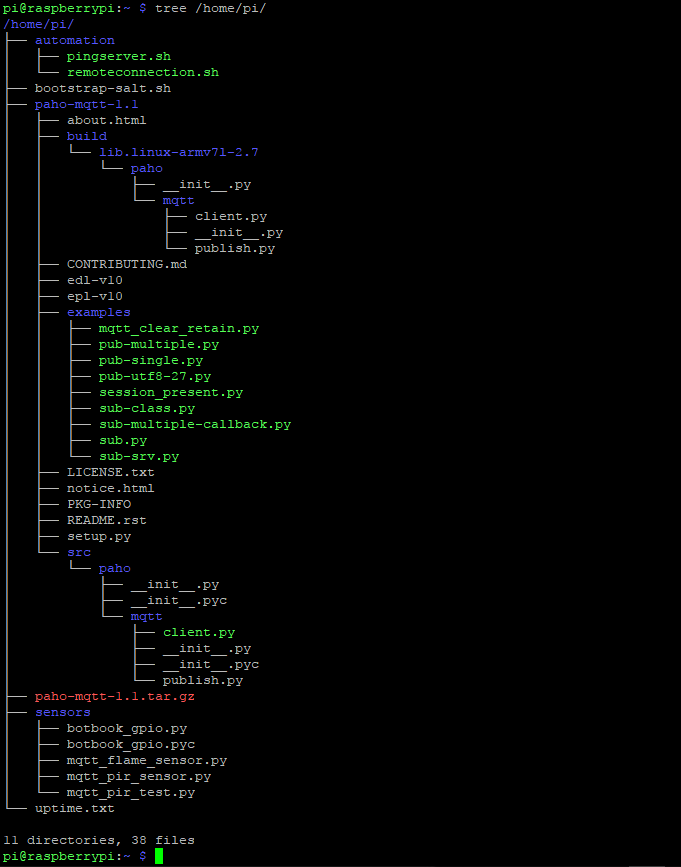 pi@raspberrypi:~ $ tree /home/pi/
/home/pi/
├── automation
│   ├── pingserver.sh
│   └── remoteconnection.sh
├── bootstrap-salt.sh
├── paho-mqtt-1.1
│   ├── about.html
│   ├── build
│   │   └── lib.linux-armv7l-2.7
│   │       └── paho
│   │           ├── __init__.py
│   │           └── mqtt
│   │               ├── client.py
│   │               ├── __init__.py
│   │               └── publish.py
│   ├── CONTRIBUTING.md
│   ├── edl-v10
│   ├── epl-v10
│   ├── examples
│   │   ├── mqtt_clear_retain.py
│   │   ├── pub-multiple.py
│   │   ├── pub-single.py
│   │   ├── pub-utf8-27.py
│   │   ├── session_present.py
│   │   ├── sub-class.py
│   │   ├── sub-multiple-callback.py
│   │   ├── sub.py
│   │   └── sub-srv.py
│   ├── LICENSE.txt
│   ├── notice.html
│   ├── PKG-INFO
│   ├── README.rst
│   ├── setup.py
│   └── src
│       └── paho
│           ├── __init__.py
│           ├── __init__.pyc
│           └── mqtt
│               ├── client.py
│               ├── __init__.py
│               ├── __init__.pyc
│               └── publish.py
├── paho-mqtt-1.1.tar.gz
├── sensors
│   ├── botbook_gpio.py
│   ├── botbook_gpio.pyc
│   ├── mqtt_flame_sensor.py
│   ├── mqtt_pir_sensor.py
│   └── mqtt_pir_test.py
└── uptime.txt

11 directories, 38 files
pi@raspberrypi:~ $